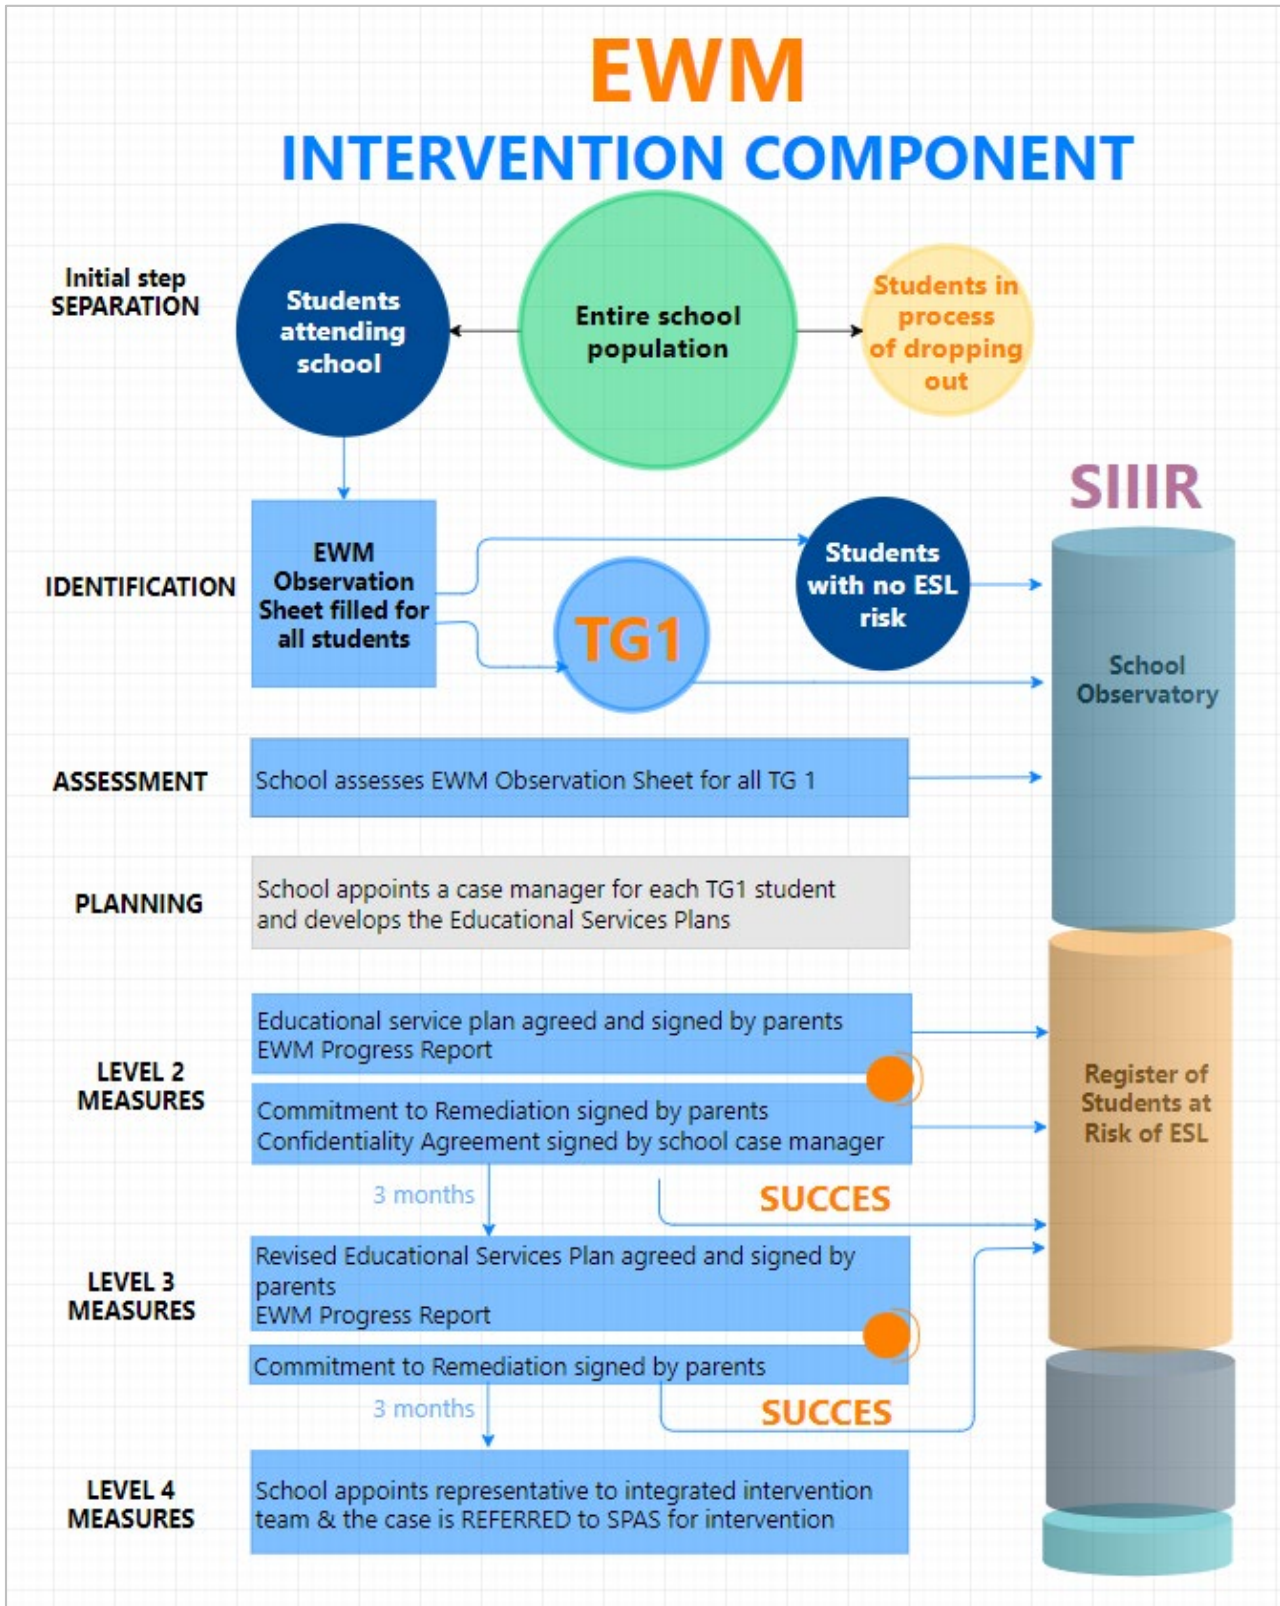 EWM
INTERVENTION COMPONENT
Initial step
SEPARATION
Students
attending
school
Entire school
population
Students in
process
of dropping
out
SIIIR
IDENTIFICATION
EWM
Observation
Sheet filled for
all students
TG1
Students
with no ESL
risk
School
Observatory
ASSESSMENT
School assesses EWM Observation Sheet for all TG 1
PLANNING
School appoints a case manager for each TG1 student
and develops the Educational Services Plans
LEVEL 2
MEASURES
Educational service plan agreed and signed by parents
EWM Progress Report
Commitment to Remediation signed by parents
Confidentiality Agreement signed by school case manager
Register of
Students at
Risk of ESL
3 months
SUCCES
LEVEL 3
MEASURES
Revised Educational Services Plan agreed and signed by
parents
EWM Progress Report
Commitment to Remediation signed by parents
3 months
SUCCES
LEVEL 4
MEASURES
School appoints representative to integrated intervention
team & the case is REFERRED to SPAS for intervention